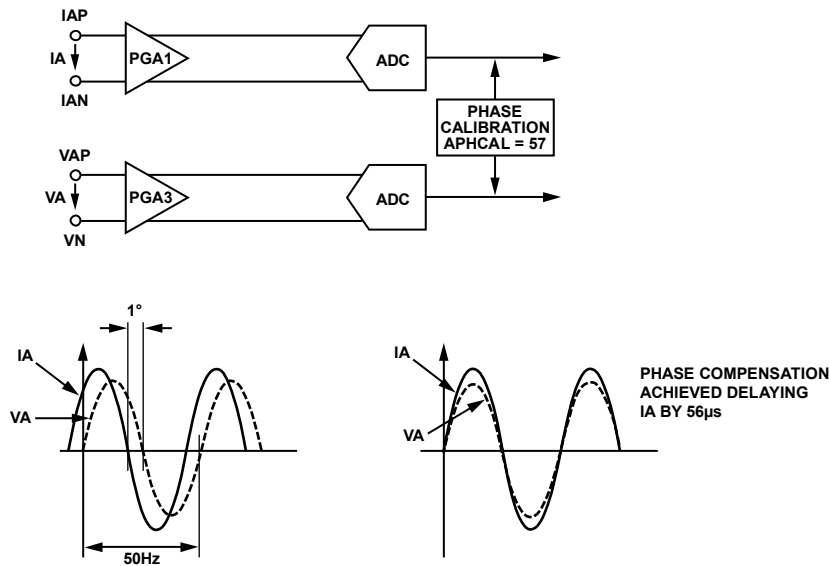 IAP
IA
PGA1
ADC
IAN
PHASE
CALIBRATION
APHCAL = 57
VAP
VA
PGA3
ADC
VN
1°
IA
VA
50Hz
IA
VA
PHASE COMPENSATION
ACHIEVED DELAYING
IA BY 56µs